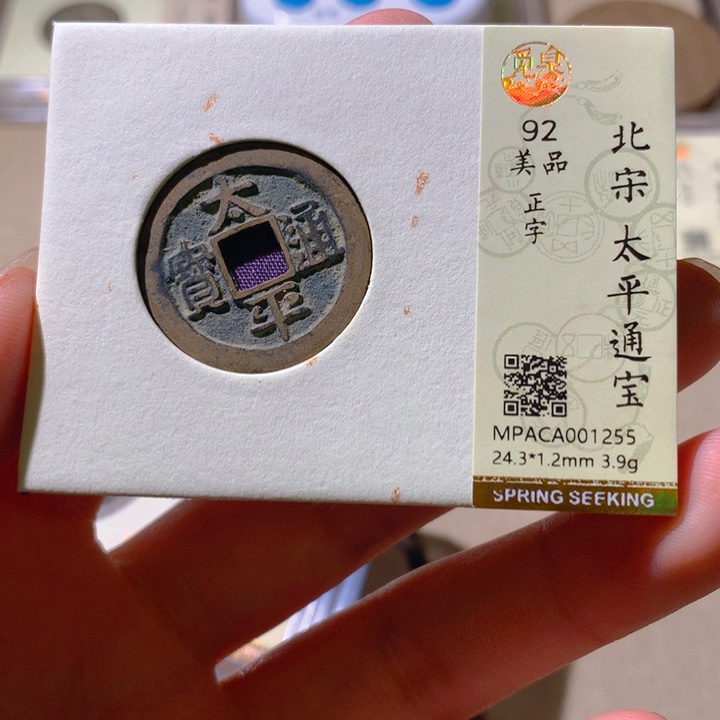 太平通寶
覓泉
92
美品
正字
北宋 太平通宝
MPACA001255
24.3*1.2mm 3.9g
SPRING SEEKING